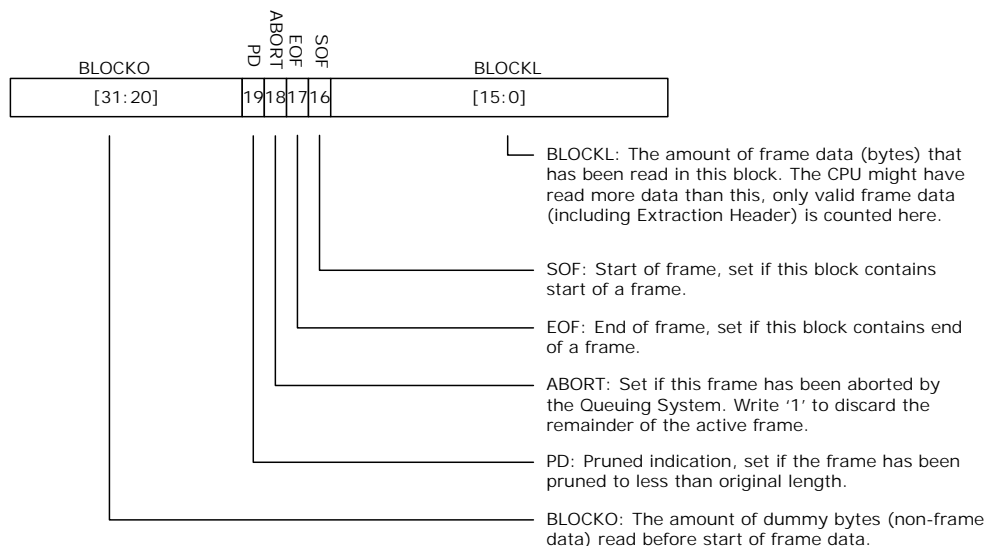 BLOCKO PD ABORT EOF SOF BLOCKL
[31:20] 19 18 17 16 [15:0]
BLOCKL: The amount of frame data (bytes) that
has been read in this block. The CPU might have
read more data than this, only valid frame data
(including Extraction Header) is counted here.
SOF: Start of frame, set if this block contains
start of a frame.
EOF: End of frame, set if this block contains end
of a frame.
ABORT: Set if this frame has been aborted by
the Queuing System. Write ‘1’ to discard the
remainder of the active frame.
PD: Pruned indication, set if the frame has been
pruned to less than original length.
BLOCKO: The amount of dummy bytes (non-frame
data) read before start of frame data.